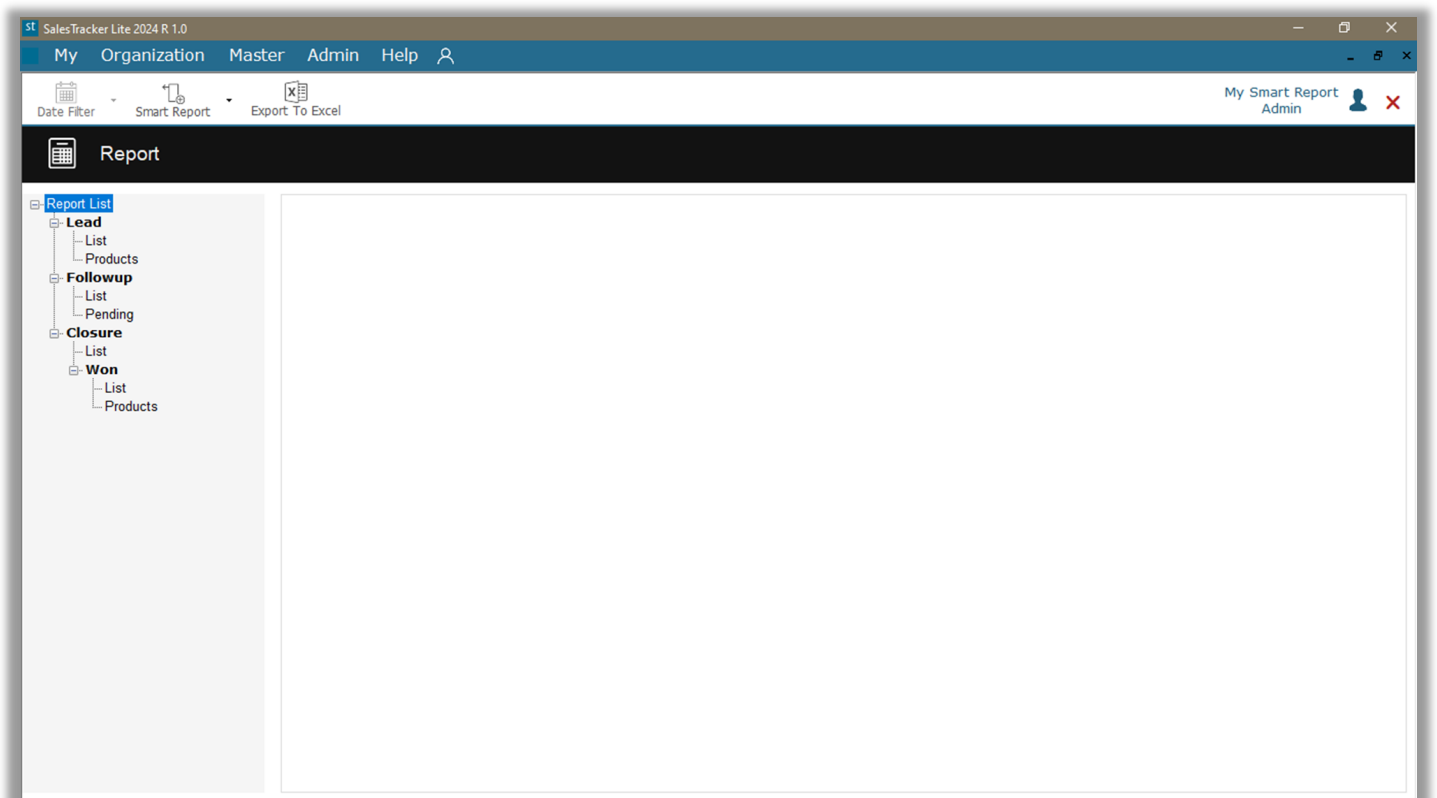 st SalesTracker Lite 2024 R 1.0
My Organization Master Admin Help
Date Filter Smart Report Export To Excel
My Smart Report
Admin
Report
Report List
Lead
List
Products
Followup
List
Pending
Closure
List
Won
List
Products